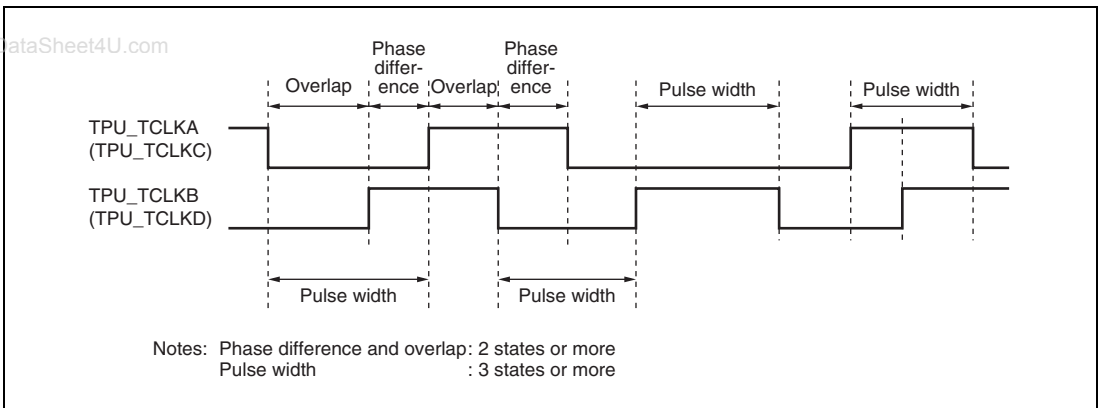 DataSheet4U.com
Phase
differ-
ence
Phase
differ-
ence
Overlap
Overlap
Pulse width
Pulse width
TPU_TCLKA
(TPU_TCLKC)
TPU_TCLKB
(TPU_TCLKD)
Pulse width
Pulse width
Notes: Phase difference and overlap: 2 states or more
Pulse width : 3 states or more